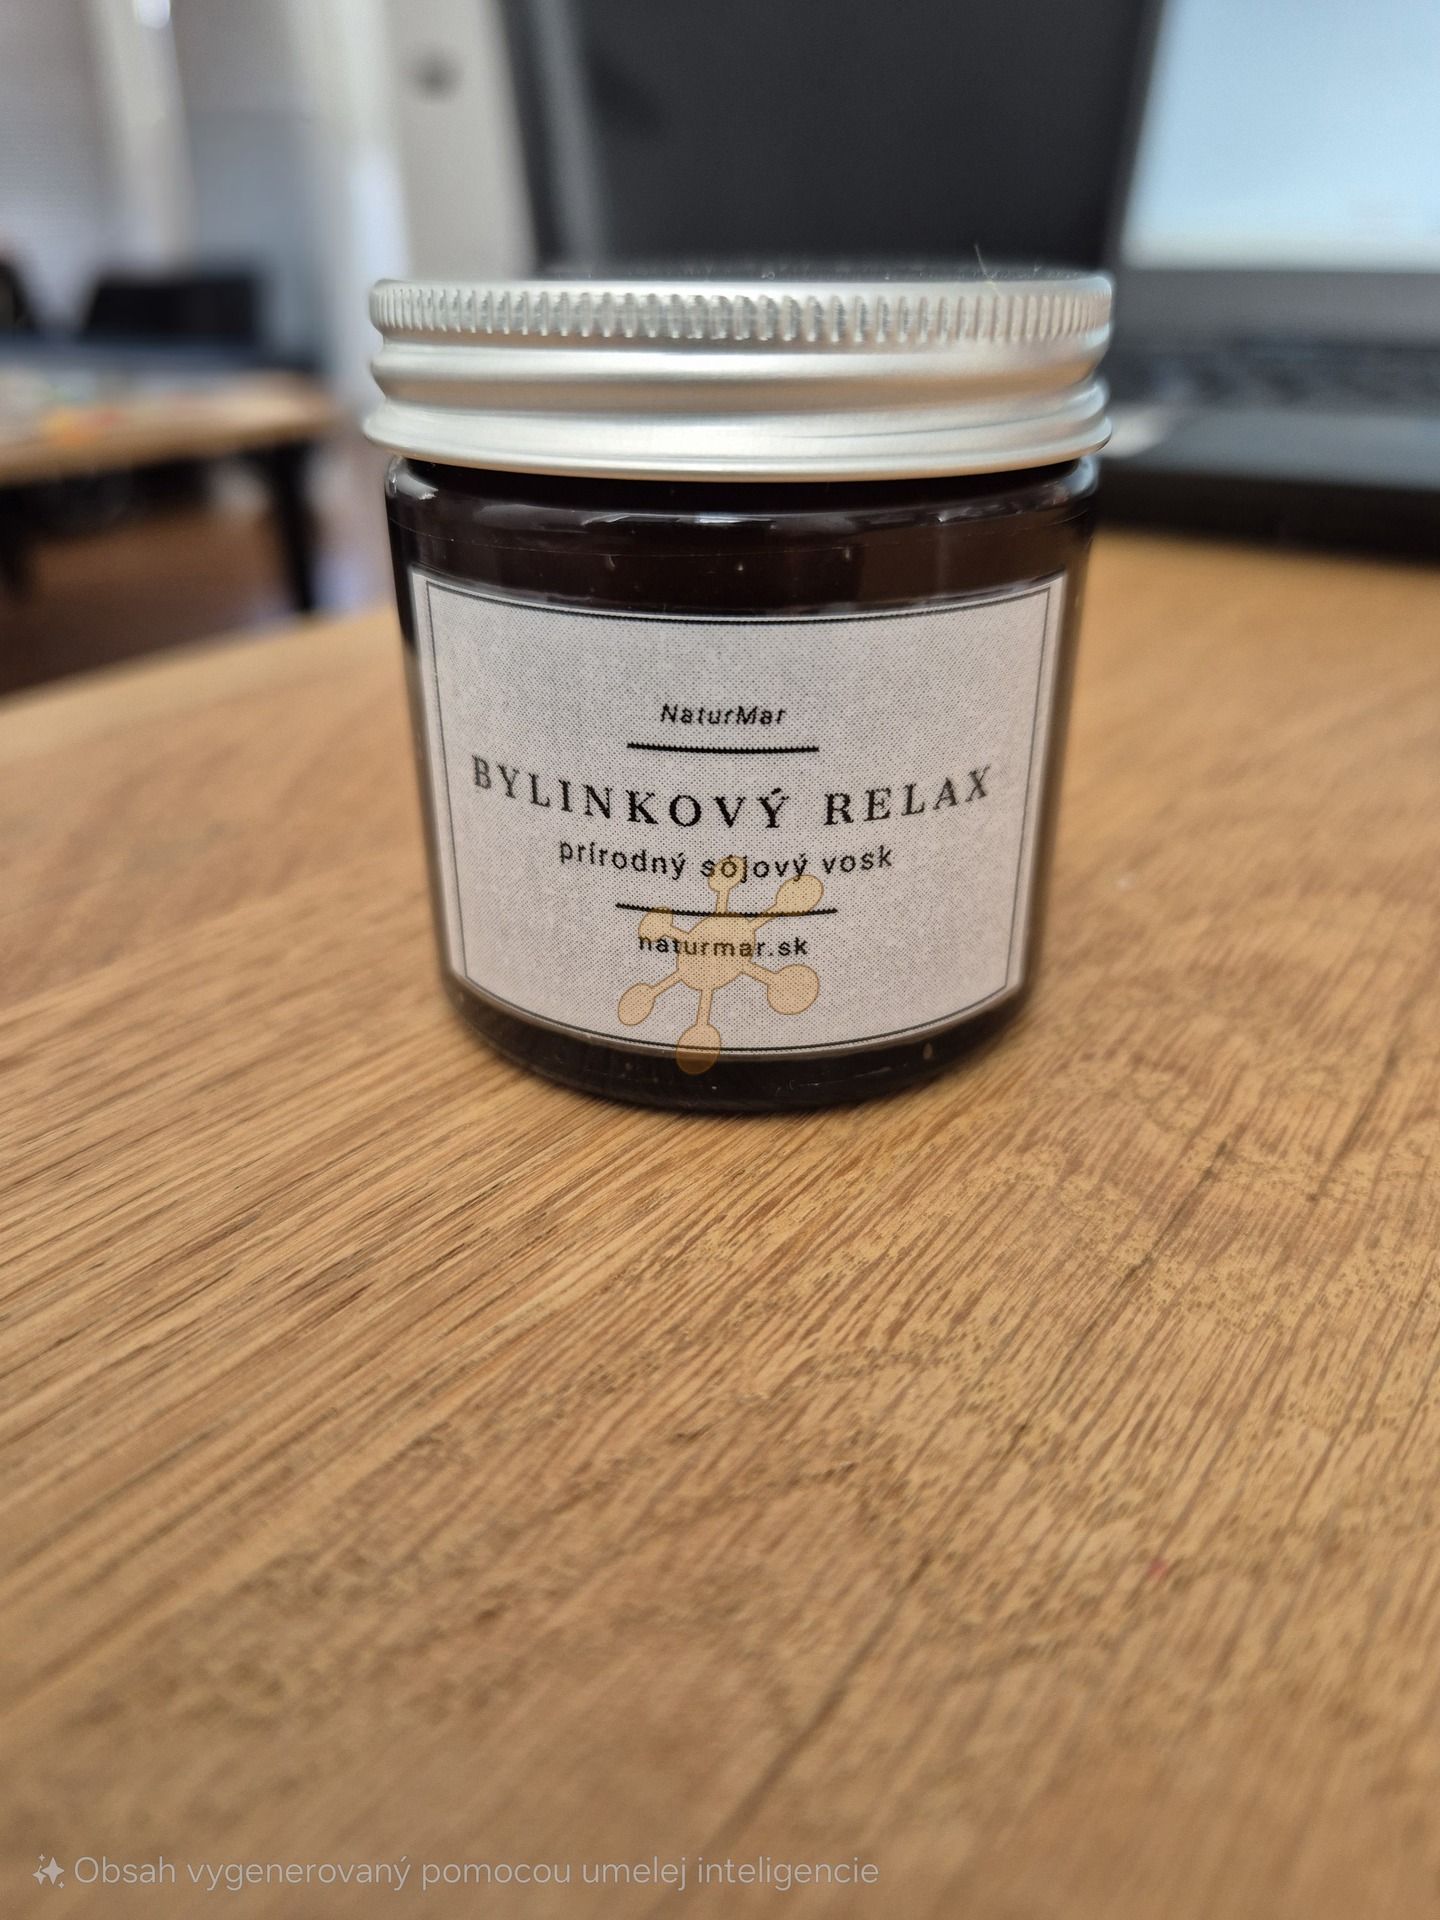 NaturMar
BYLINKOVÝ RELAX
prírodný sójový vosk
naturmar.sk
Obsah vygenerovaný pomocou umelej inteligencie